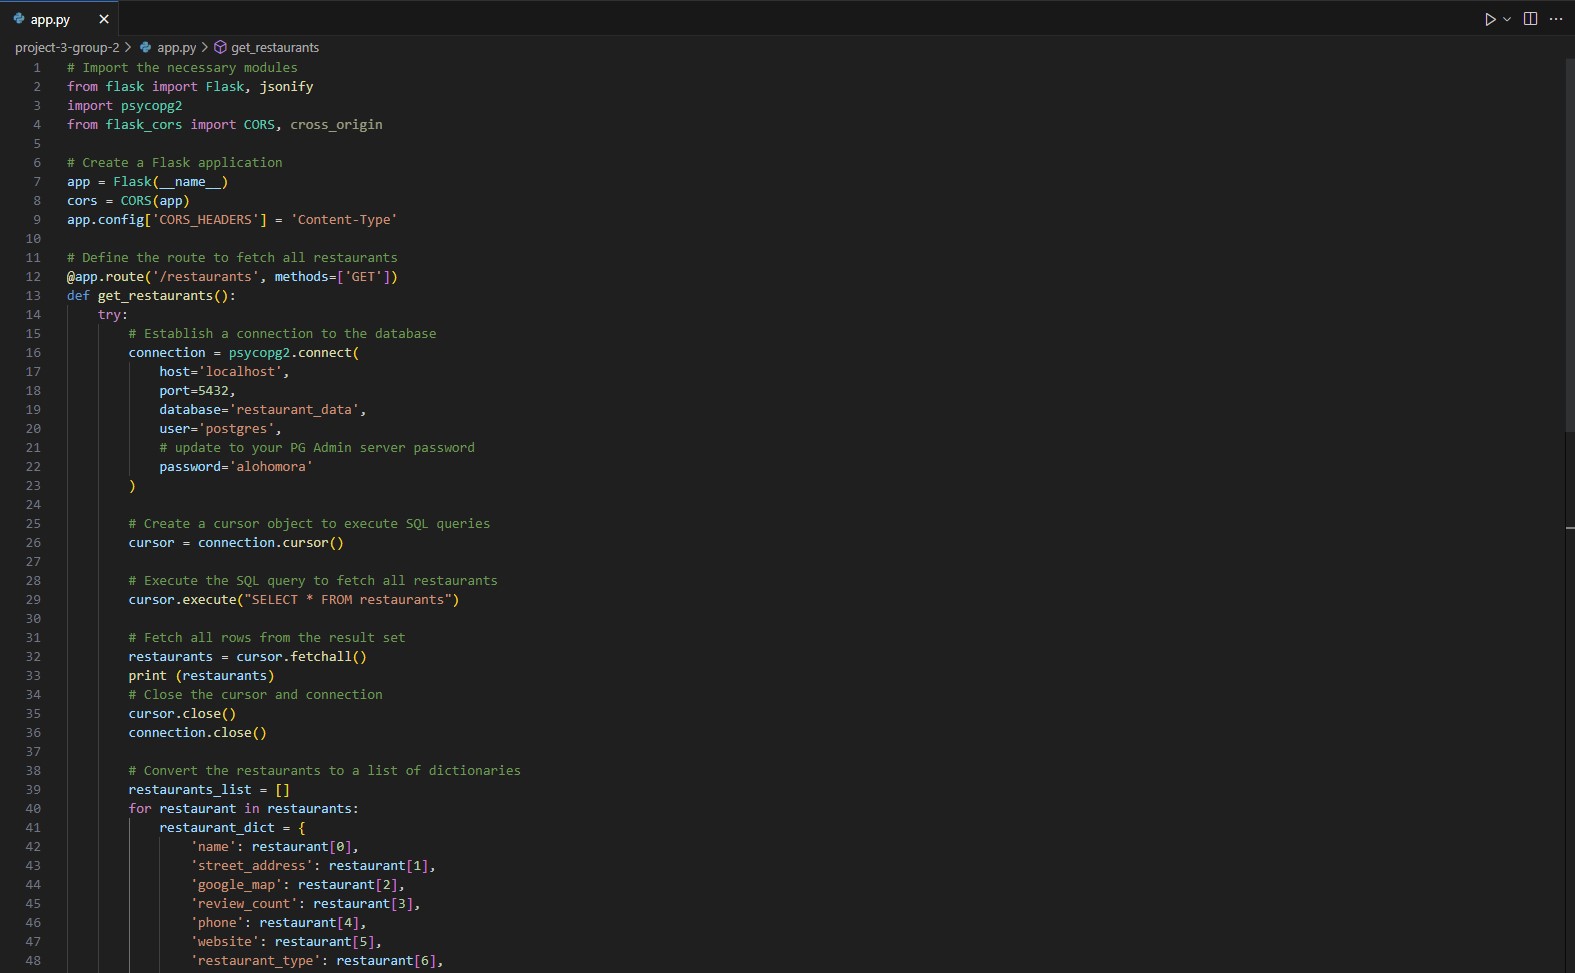 app.py
project-3-group-2 > app.py > get_restaurants
1 # Import the necessary modules
2 from flask import Flask, jsonify
3 import psycopg2
4 from flask_cors import CORS, cross_origin
5
6 # Create a Flask application
7 app = Flask(__name__)
8 cors = CORS(app)
9 app.config['CORS_HEADERS'] = 'Content-Type'
10
11 # Define the route to fetch all restaurants
12 @app.route('/restaurants', methods=['GET'])
13 def get_restaurants():
14     try:
15         # Establish a connection to the database
16         connection = psycopg2.connect(
17             host='localhost',
18             port=5432,
19             database='restaurant_data',
20             user='postgres',
21             # update to your PG Admin server password
22             password='alohomora'
23         )
24
25         # Create a cursor object to execute SQL queries
26         cursor = connection.cursor()
27
28         # Execute the SQL query to fetch all restaurants
29         cursor.execute("SELECT * FROM restaurants")
30
31         # Fetch all rows from the result set
32         restaurants = cursor.fetchall()
33         print (restaurants)
34         # Close the cursor and connection
35         cursor.close()
36         connection.close()
37
38         # Convert the restaurants to a list of dictionaries
39         restaurants_list = []
40         for restaurant in restaurants:
41             restaurant_dict = {
42                 'name': restaurant[0],
43                 'street_address': restaurant[1],
44                 'google_map': restaurant[2],
45                 'review_count': restaurant[3],
46                 'phone': restaurant[4],
47                 'website': restaurant[5],
48                 'restaurant_type': restaurant[6],